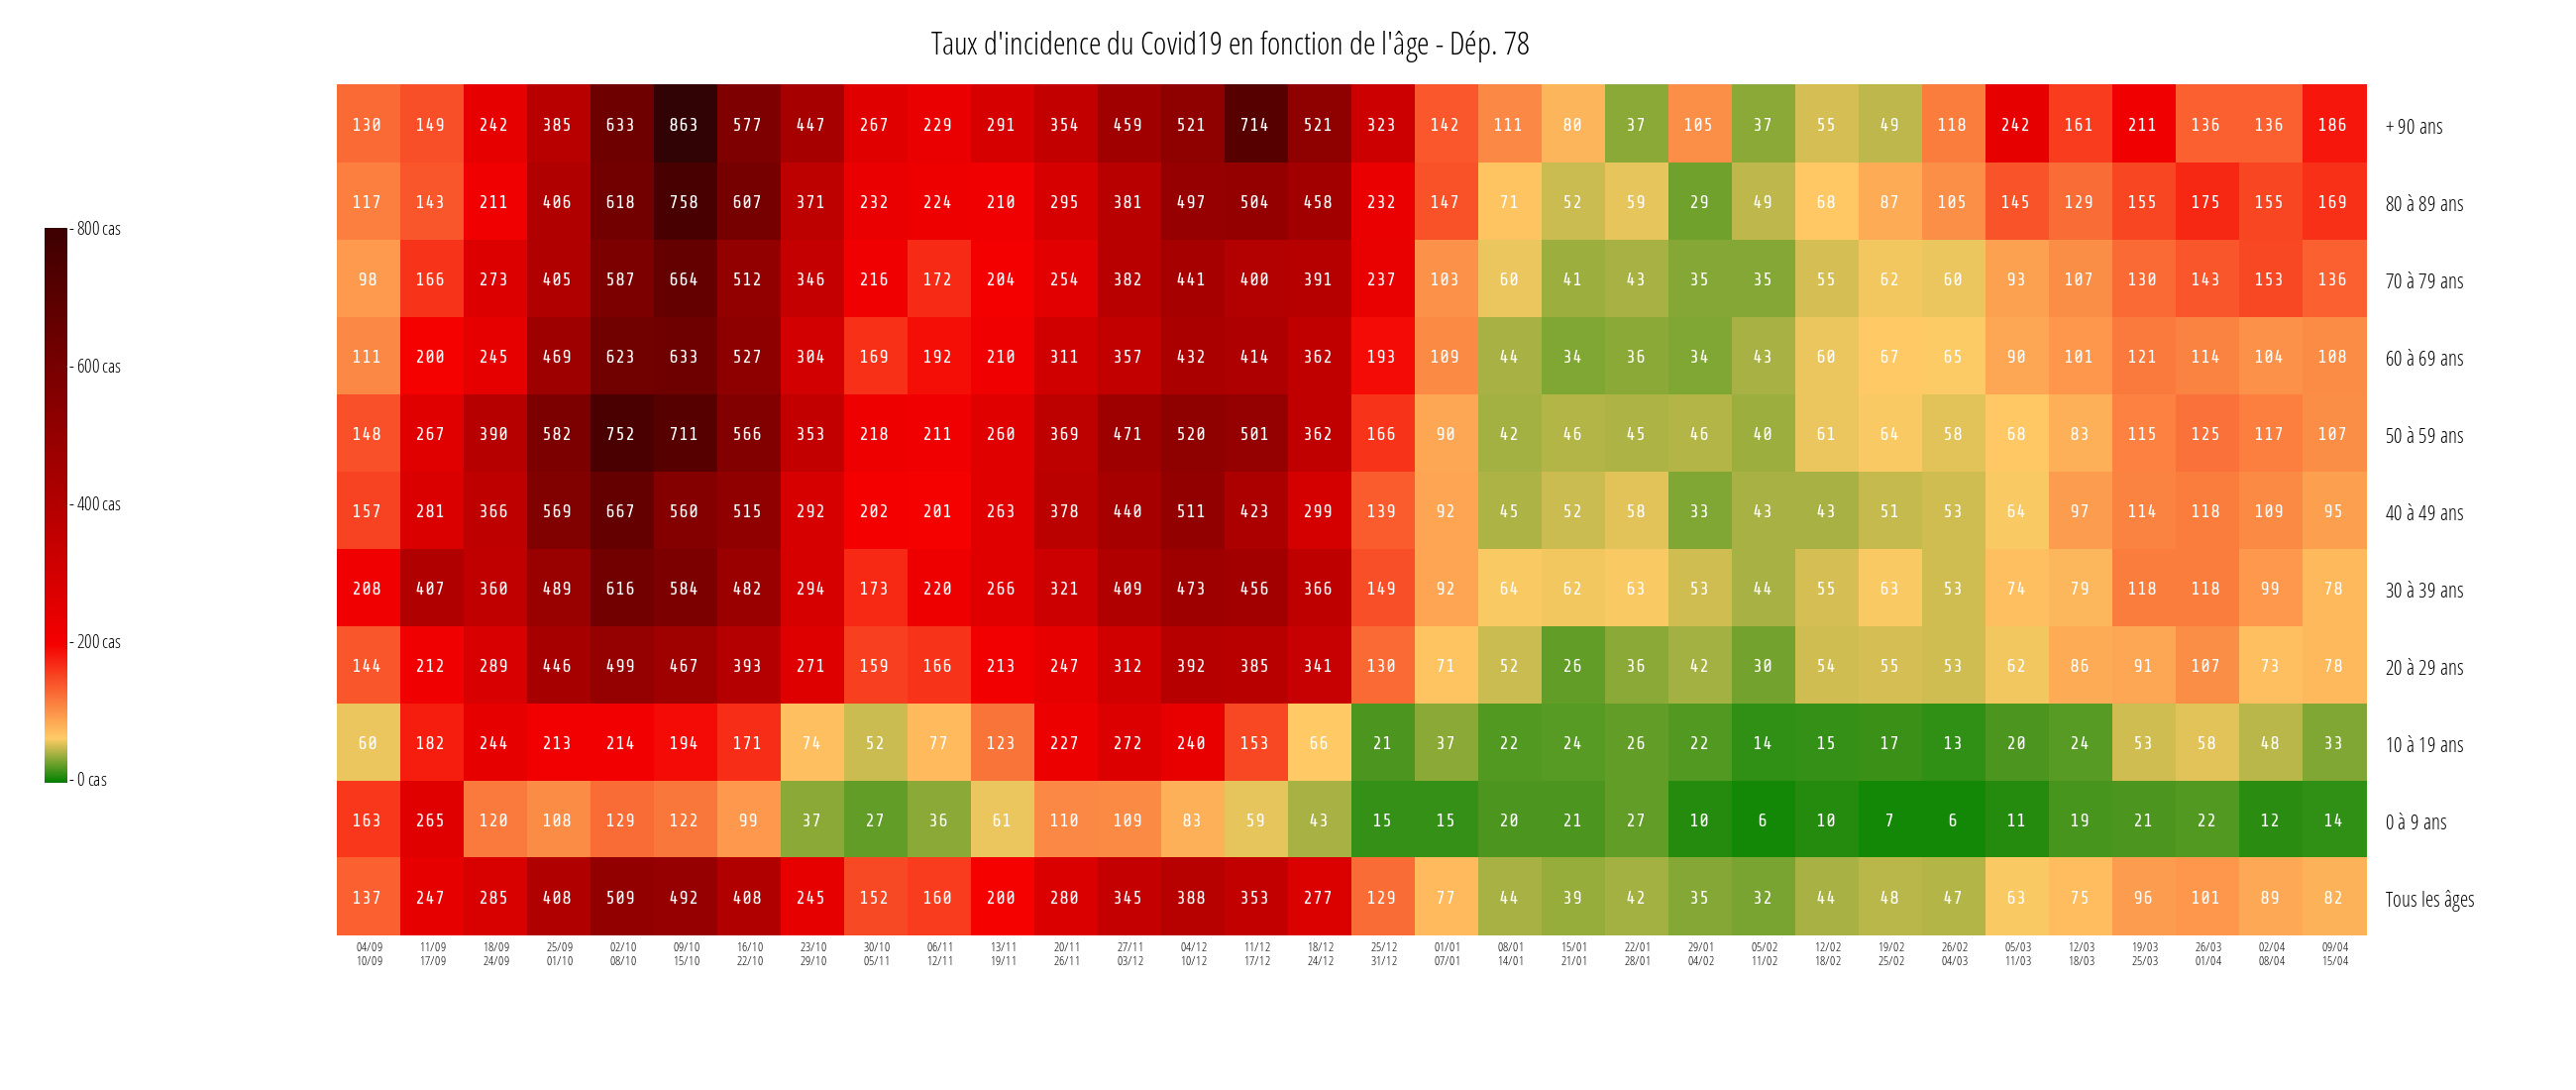 Taux d'incidence du Covid19 en fonction de l'âge - Dép. 78
130 149 242 385 633 863 577 447 267 229 291 354 459 521 714 521 323 142 111 80 37 105 37 55 49 118 242 161 211 136 136 186 + 90 ans
117 143 211 406 618 758 607 371 232 224 210 295 381 497 504 458 232 147 71 52 59 29 49 68 87 105 145 129 155 175 155 169 80 à 89 ans
- 800 cas
98 166 273 405 587 664 512 346 216 172 204 254 382 441 400 391 237 103 60 41 43 35 35 55 62 60 93 107 130 143 153 136 70 à 79 ans
111 200 245 469 623 633 527 304 169 192 210 311 357 432 414 362 193 109 44 34 36 34 43 60 67 65 90 101 121 114 104 108 60 à 69 ans
- 600 cas
148 267 390 582 752 711 566 353 218 211 260 369 471 520 501 362 166 90 42 46 45 46 40 61 64 58 68 83 115 125 117 107 50 à 59 ans
- 400 cas
157 281 366 569 667 560 515 292 202 201 263 378 440 511 423 299 139 92 45 52 58 33 43 43 51 53 64 97 114 118 109 95 40 à 49 ans
208 407 360 489 616 584 482 294 173 220 266 321 409 473 456 366 149 92 64 62 63 53 44 55 63 53 74 79 118 118 99 78 30 à 39 ans
- 200 cas
144 212 289 446 499 467 393 271 159 166 213 247 312 392 385 341 130 71 52 26 36 42 30 54 55 53 62 86 91 107 73 78 20 à 29 ans
60 182 244 213 214 194 171 74 52 77 123 227 272 240 153 66 21 37 22 24 26 22 14 15 17 13 20 24 53 58 48 33 10 à 19 ans
- 0 cas
163 265 120 108 129 122 99 37 27 36 61 110 109 83 59 43 15 15 20 21 27 10 6 10 7 6 11 19 21 22 12 14 0 à 9 ans
137 247 285 408 509 492 408 245 152 160 200 280 345 388 353 277 129 77 44 39 42 35 32 44 48 47 63 75 96 101 89 82 Tous les âges
04/09 11/09 18/09 25/09 02/10 09/10 16/10 23/10 30/10 06/11 13/11 20/11 27/11 04/12 11/12 18/12 25/12 01/01 08/01 15/01 22/01 29/01 05/02 12/02 19/02 26/02 05/03 12/03 19/03 26/03 02/04 09/04
10/09 17/09 24/09 01/10 08/10 15/10 22/10 29/10 05/11 12/11 19/11 26/11 03/12 10/12 17/12 24/12 31/12 07/01 14/01 21/01 28/01 04/02 11/02 18/02 25/02 04/03 11/03 18/03 25/03 01/04 08/04 15/04